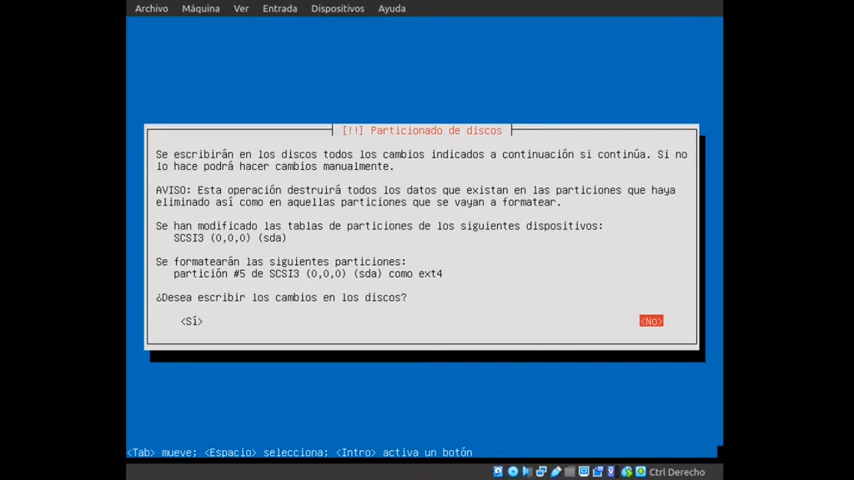 Archivo Máquina Ver Entrada Dispositivos Ayuda
[!!] Particionado de discos
Se escribirán en los discos todos los cambios indicados a continuación si continúa. Si no
lo hace podrá hacer cambios manualmente.
AVISO: Esta operación destruirá todos los datos que existan en las particiones que haya
eliminado así como en aquellas particiones que se vayan a formatear.
Se han modificado las tablas de particiones de los siguientes dispositivos:
SCSI3 (0,0,0) (sda)
Se formatearán las siguientes particiones:
partición #5 de SCSI3 (0,0,0) (sda) como ext4
¿Desea escribir los cambios en los discos?
<Sí> <No>
<Tab> mueve; <Espacio> selecciona; <Intro> activa un botón
Ctrl Derecho